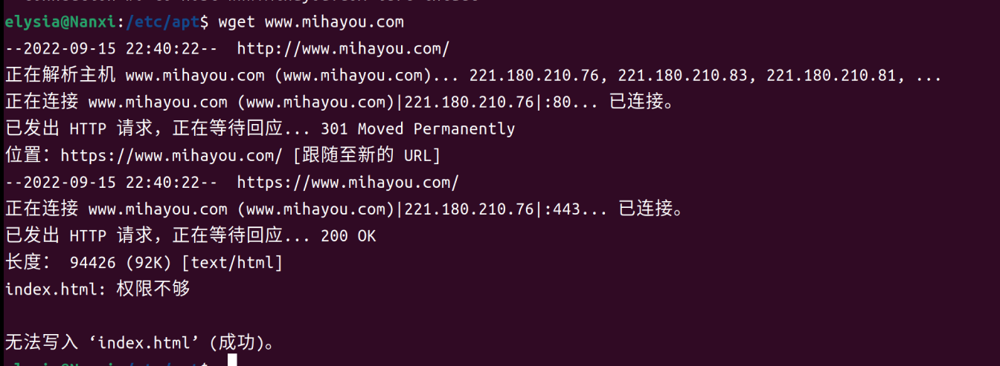 elysia@Nanxi:/etc/apt$ wget www.mihayou.com
--2022-09-15 22:40:22--  http://www.mihayou.com/
正在解析主机 www.mihayou.com (www.mihayou.com)... 221.180.210.76, 221.180.210.83, 221.180.210.81, ...
正在连接 www.mihayou.com (www.mihayou.com)|221.180.210.76|:80... 已连接。
已发出 HTTP 请求，正在等待回应... 301 Moved Permanently
位置：https://www.mihayou.com/ [跟随至新的 URL]
--2022-09-15 22:40:22--  https://www.mihayou.com/
正在连接 www.mihayou.com (www.mihayou.com)|221.180.210.76|:443... 已连接。
已发出 HTTP 请求，正在等待回应... 200 OK
长度： 94426 (92K) [text/html]
index.html: 权限不够
无法写入 ‘index.html’ (成功)。